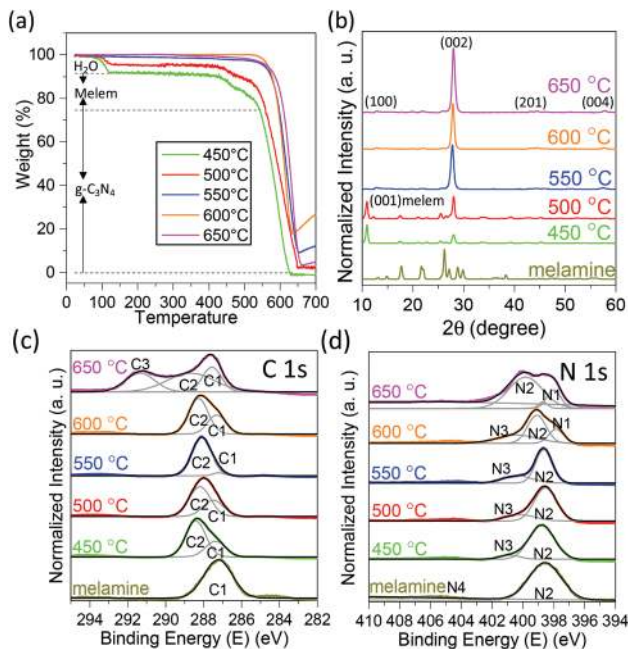 (a)
Weight (%)
100
80
60
40
20
0
H2O
Melem
g-C3N4
450°C
500°C
550°C
600°C
650°C
0 100 200 300 400 500 600 700
Temperature
(b)
Normalized Intensity (a. u.)
(002)
(100)
(201)
(004)
650 °C
600 °C
550 °C
(001)melem
500 °C
450 °C
melamine
10 20 30 40 50 60
2θ (degree)
(c)
C 1s
Normalized Intensity (a. u.)
650 °C
C3
C2
C1
600 °C
C2
C1
550 °C
C2
C1
500 °C
C2
C1
450 °C
C2
C1
melamine
C1
294 292 290 288 286 284 282
Binding Energy (E) (eV)
(d)
N 1s
Normalized Intensity (a. u.)
650 °C
N2
N1
600 °C
N3
N2
N1
550 °C
N3
N2
500 °C
N3
N2
450 °C
N3
N2
melamine
N4
N2
410 408 406 404 402 400 398 396 394
Binding Energy (E) (eV)